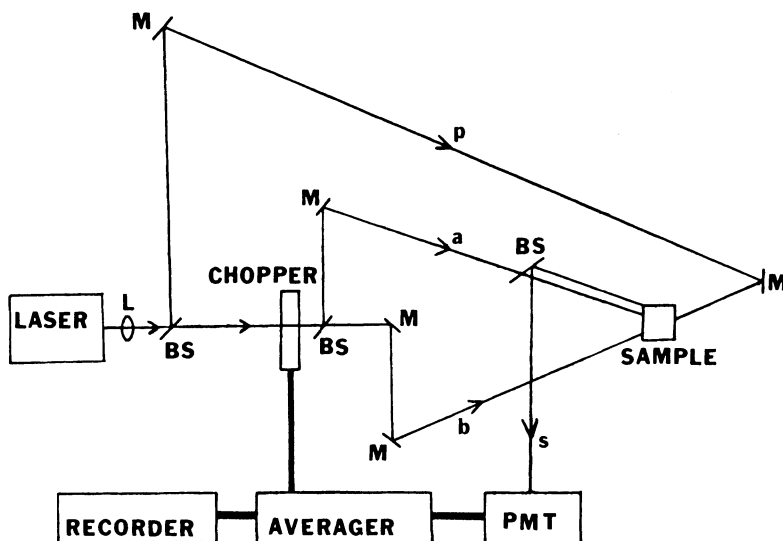 M
p
M
a
BS
CHOPPER
M
L
LASER
BS
BS
M
SAMPLE
M
b
s
RECORDER
AVERAGER
PMT